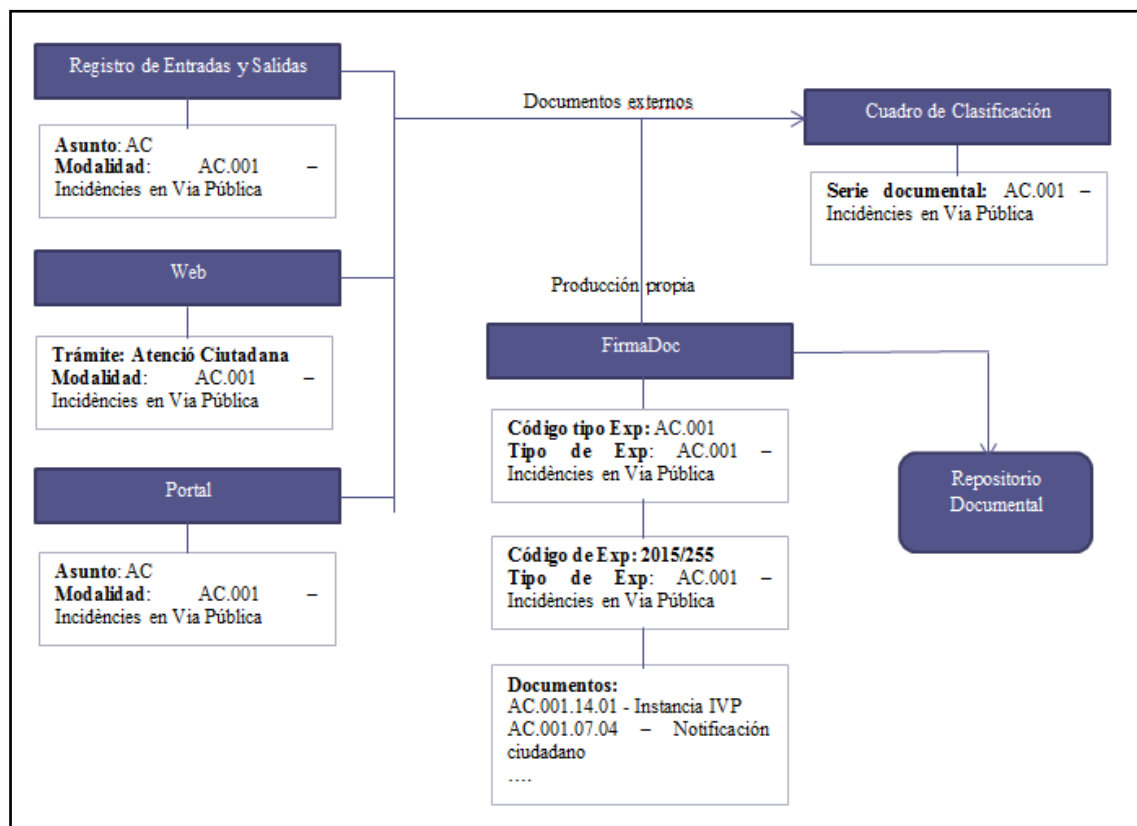 Registro de Entradas y Salidas
Asunto: AC
Modalidad: AC.001 –
Incidències en Via Pública
Web
Trámite: Atenció Ciutadana
Modalidad: AC.001 –
Incidències en Via Pública
Portal
Asunto: AC
Modalidad: AC.001 –
Incidències en Via Pública
Documentos externos
Cuadro de Clasificación
Serie documental: AC.001 –
Incidències en Via Pública
Producción propia
FirmaDoc
Código tipo Exp: AC.001
Tipo de Exp: AC.001 –
Incidències en Via Pública
Código de Exp: 2015/255
Tipo de Exp: AC.001 –
Incidències en Via Pública
Documentos:
AC.001.14.01 - Instancia IVP
AC.001.07.04 – Notificación
ciudadano
….
Repositorio
Documental